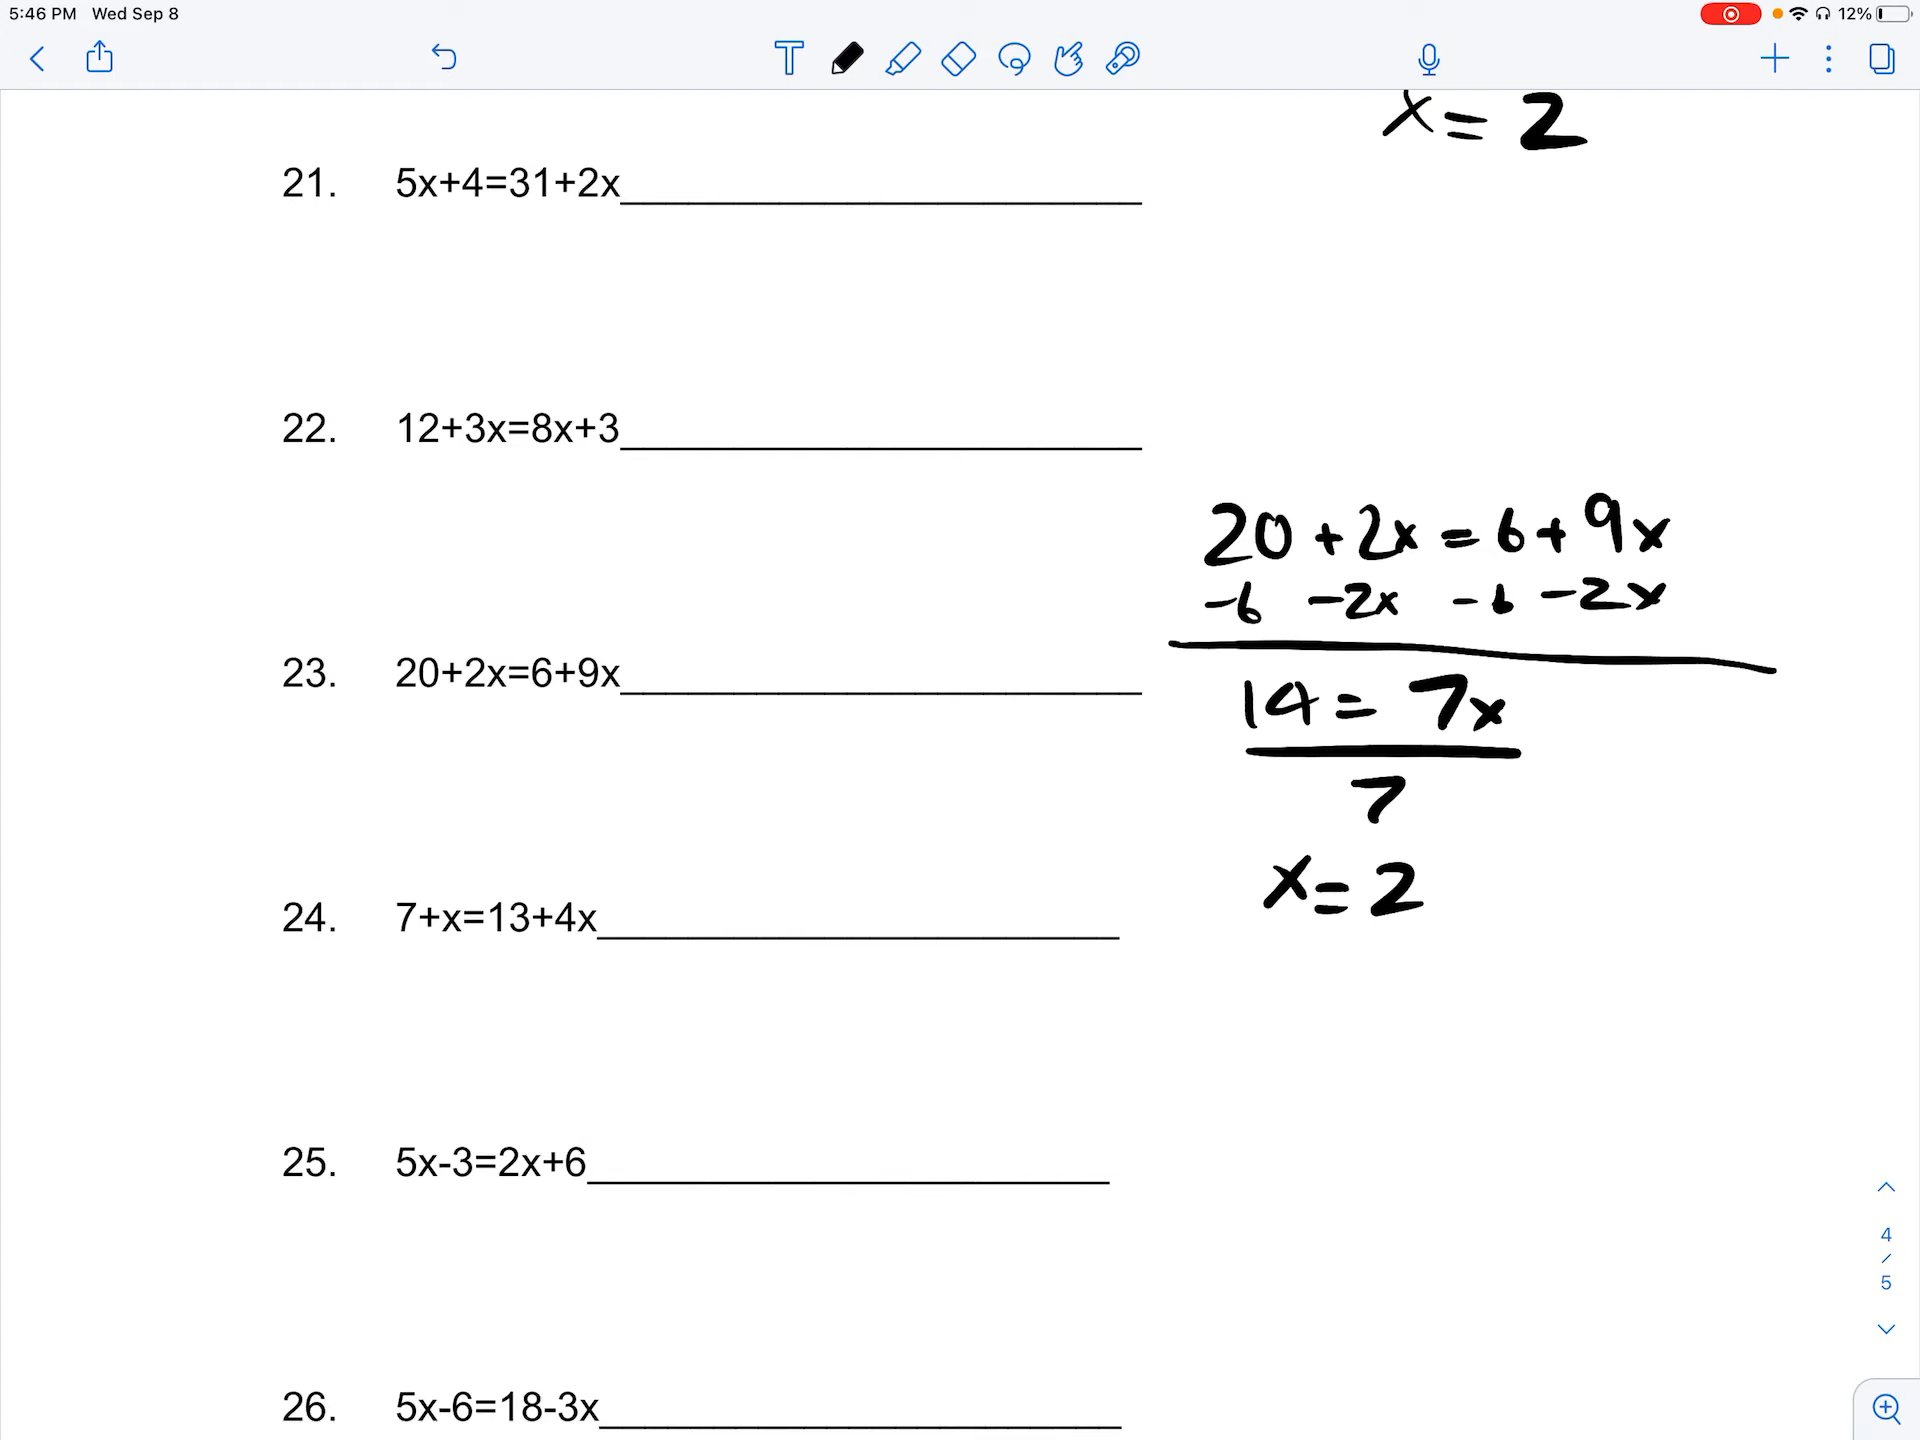 5:46 PM Wed Sep 8
12%
T
x = 2
21. 5x+4=31+2x
22. 12+3x=8x+3
20 + 2x = 6 + 9x
-6 -2x -6 -2x
23. 20+2x=6+9x
14 = 7x
7
x = 2
24. 7+x=13+4x
25. 5x-3=2x+6
4
/
5
26. 5x-6=18-3x